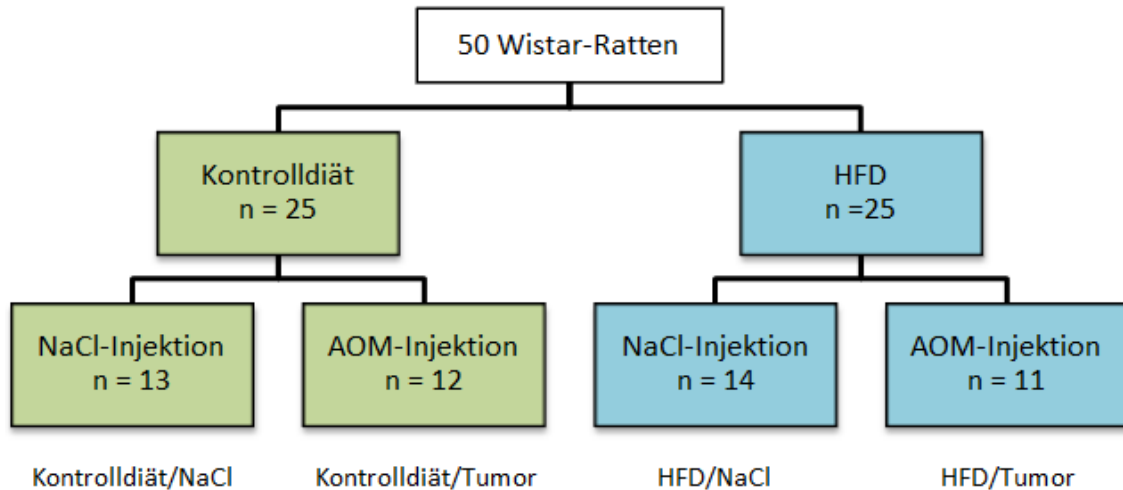 50 Wistar-Ratten
Kontrolldiät
n = 25
HFD
n =25
NaCl-Injektion
n = 13
AOM-Injektion
n = 12
NaCl-Injektion
n = 14
AOM-Injektion
n = 11
Kontrolldiät/NaCl
Kontrolldiät/Tumor
HFD/NaCl
HFD/Tumor